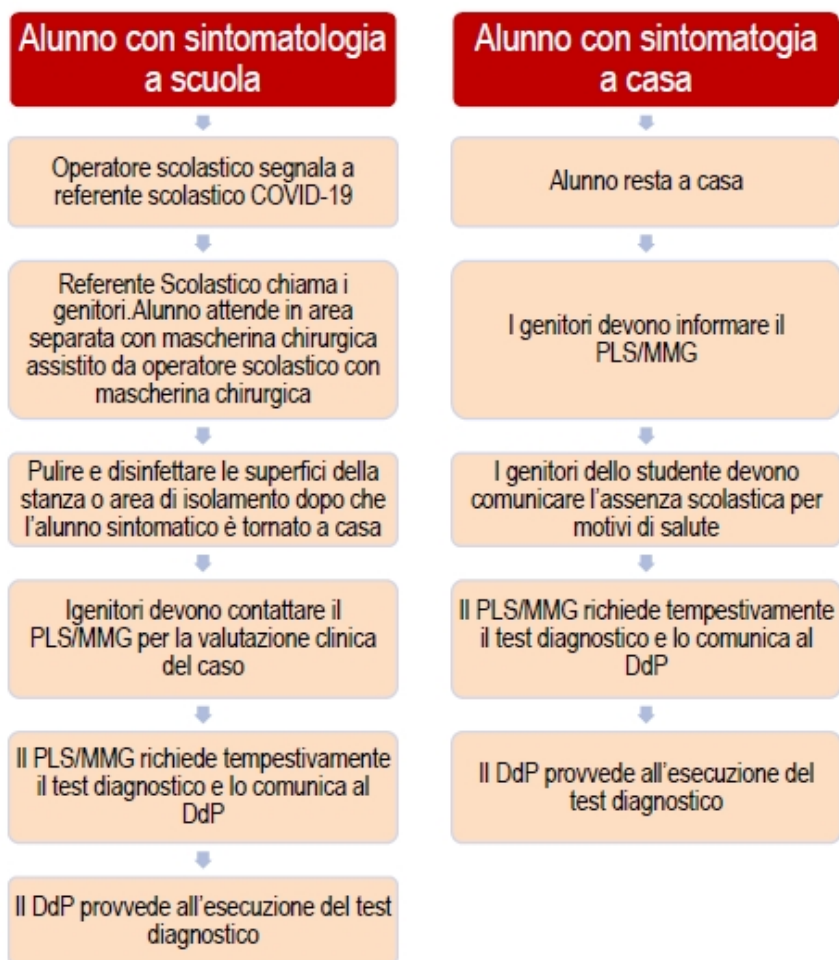 Alunno con sintomatologia
a scuola
Operatore scolastico segnala a
referente scolastico COVID-19
Referente Scolastico chiama i
genitori.Alunno attende in area
separata con mascherina chirurgica
assistito da operatore scolastico con
mascherina chirurgica
Pulire e disinfettare le superfici della
stanza o area di isolamento dopo che
l'alunno sintomatico è tornato a casa
Igenitori devono contattare il
PLS/MMG per la valutazione clinica
del caso
Il PLS/MMG richiede tempestivamente
il test diagnostico e lo comunica al
DdP
Il DdP provvede all'esecuzione del test
diagnostico
Alunno con sintomatogia
a casa
Alunno resta a casa
I genitori devono informare il
PLS/MMG
I genitori dello studente devono
comunicare l'assenza scolastica per
motivi di salute
Il PLS/MMG richiede tempestivamente
il test diagnostico e lo comunica al
DdP
Il DdP provvede all'esecuzione del
test diagnostico